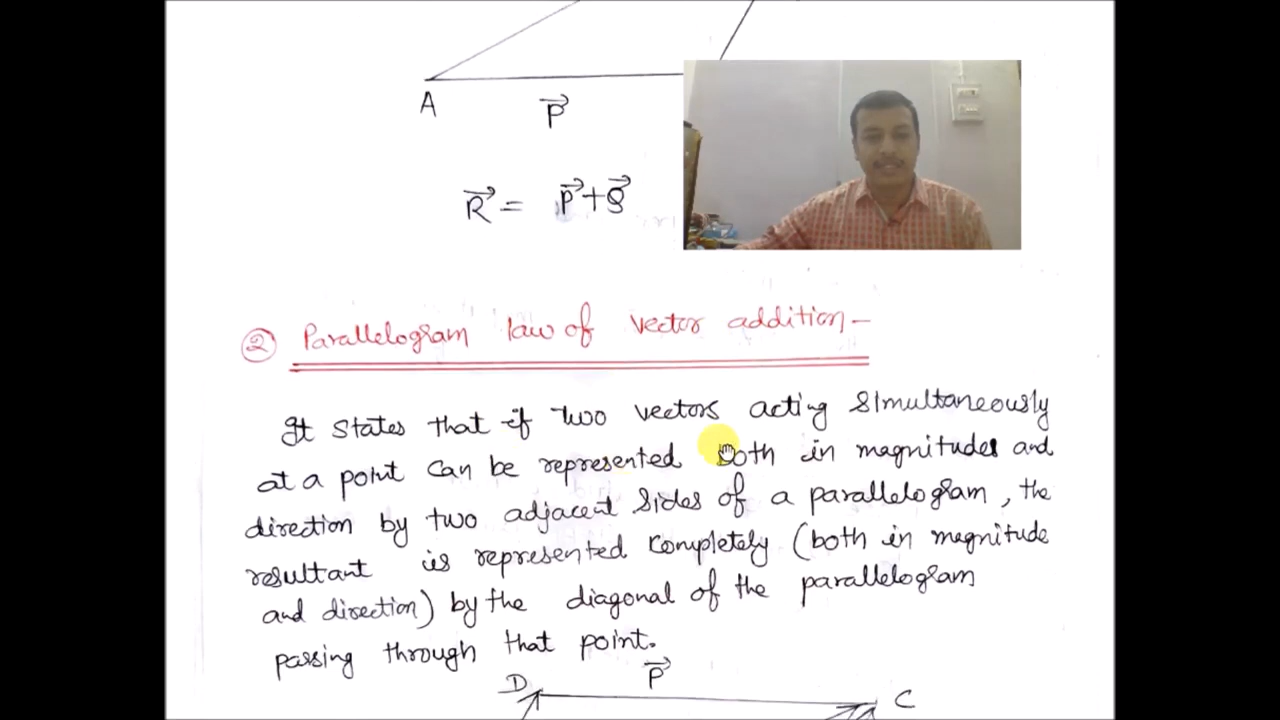 A
P⃗
R⃗ = P⃗+Q⃗
② Parallelogram law of vector addition-
It states that if two vectors acting simultaneously
at a point can be represented both in magnitudes and
direction by two adjacent sides of a parallelogram, the
resultant is represented completely (both in magnitude
and direction) by the diagonal of the parallelogram
passing through that point.
P⃗
D
C